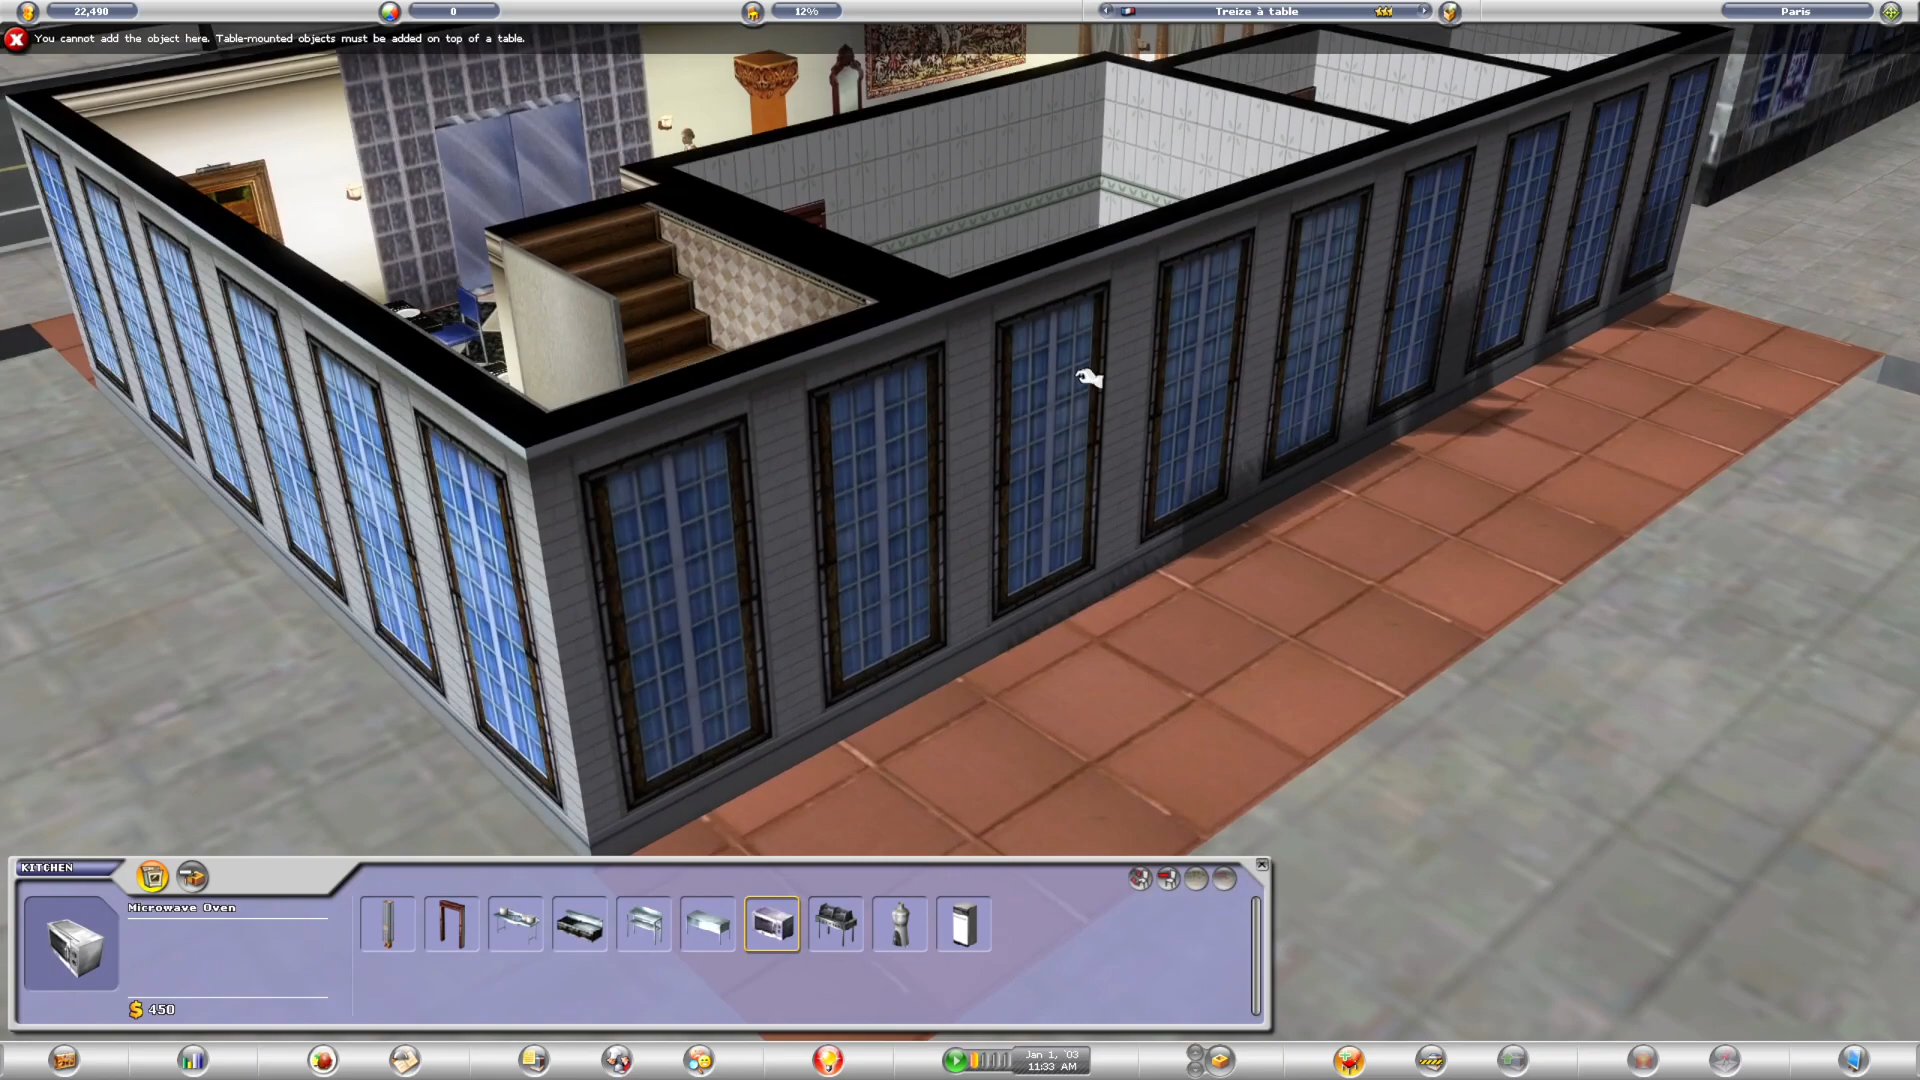 22,490
0
12%
Treize à table
Paris
You cannot add the object here. Table-mounted objects must be added on top of a table.
KITCHEN
Microwave Oven
450
Jan 1, '03
11:33 AM